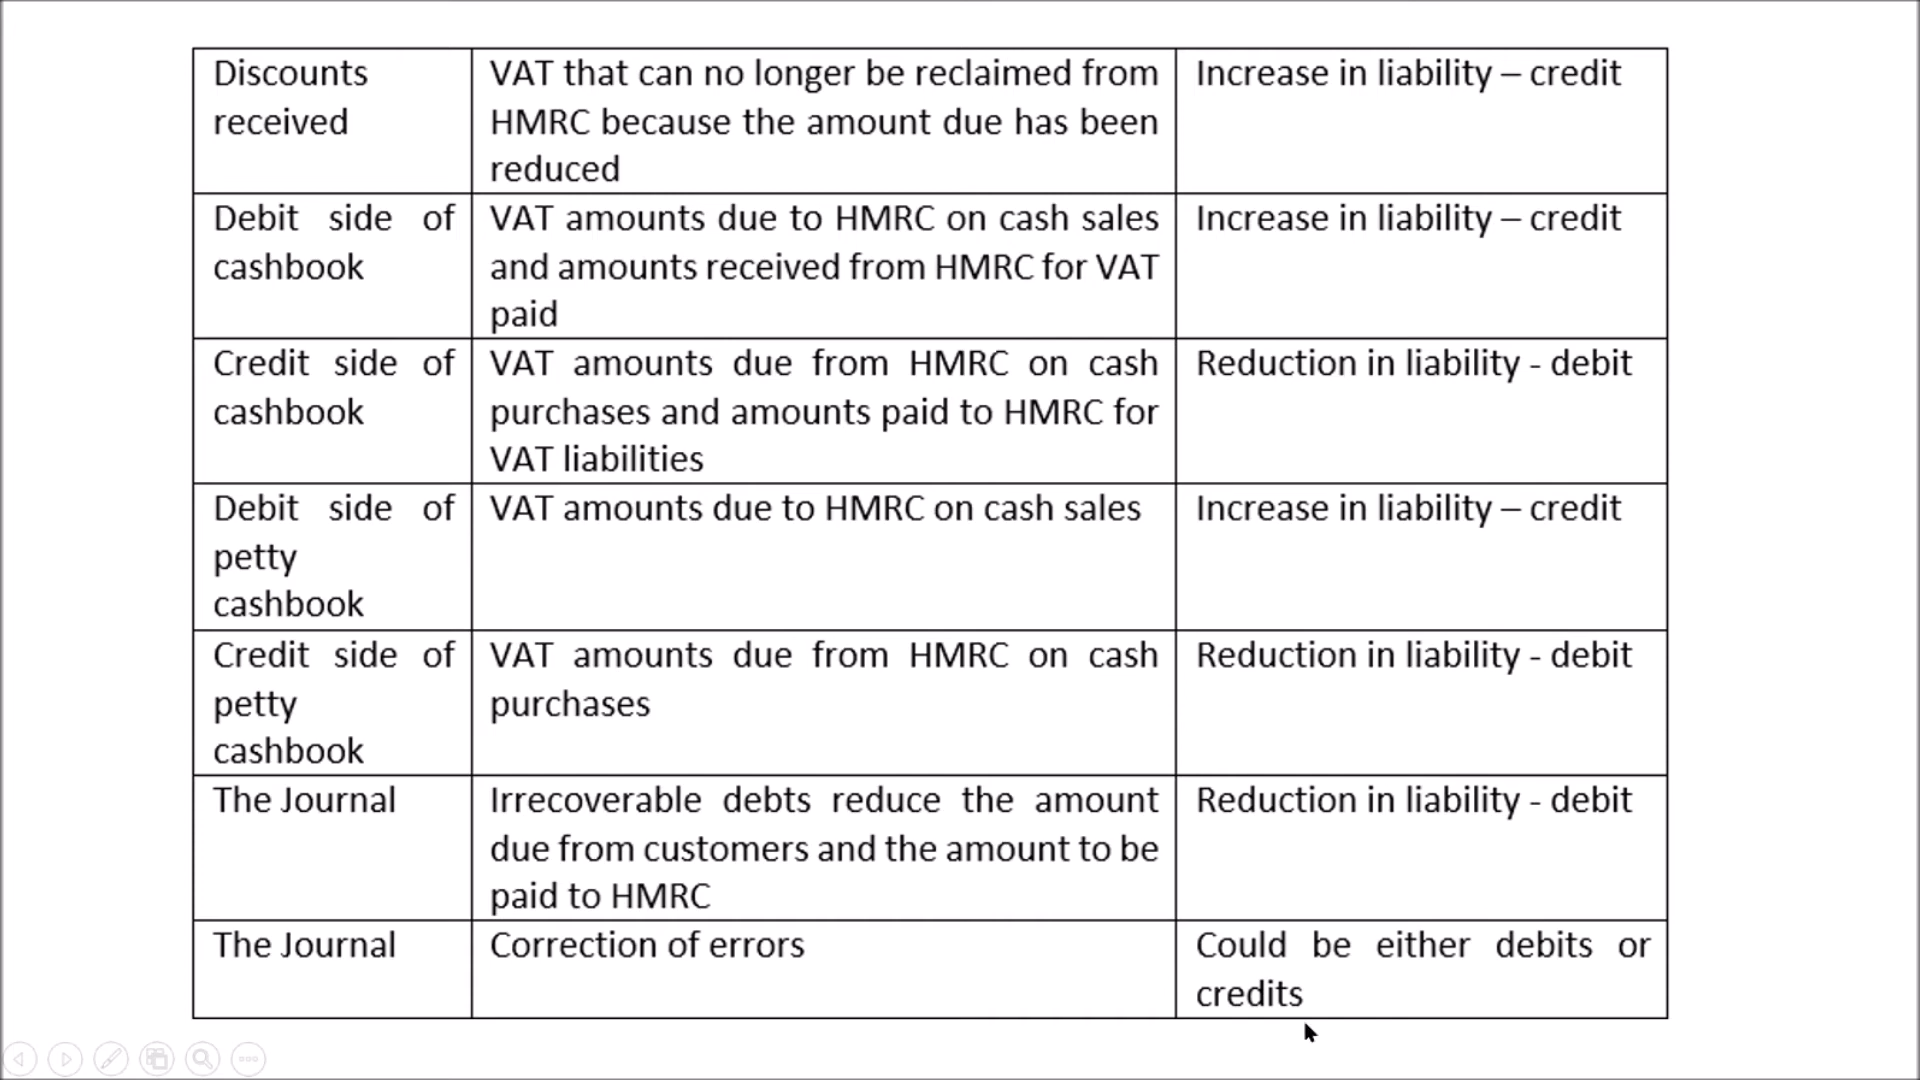 Discounts received
VAT that can no longer be reclaimed from
HMRC because the amount due has been
reduced
Increase in liability – credit
Debit side of
cashbook
VAT amounts due to HMRC on cash sales
and amounts received from HMRC for VAT
paid
Increase in liability – credit
Credit side of
cashbook
VAT amounts due from HMRC on cash
purchases and amounts paid to HMRC for
VAT liabilities
Reduction in liability - debit
Debit side of
petty
cashbook
VAT amounts due to HMRC on cash sales
Increase in liability – credit
Credit side of
petty
cashbook
VAT amounts due from HMRC on cash
purchases
Reduction in liability - debit
The Journal
Irrecoverable debts reduce the amount
due from customers and the amount to be
paid to HMRC
Reduction in liability - debit
The Journal
Correction of errors
Could be either debits or
credits